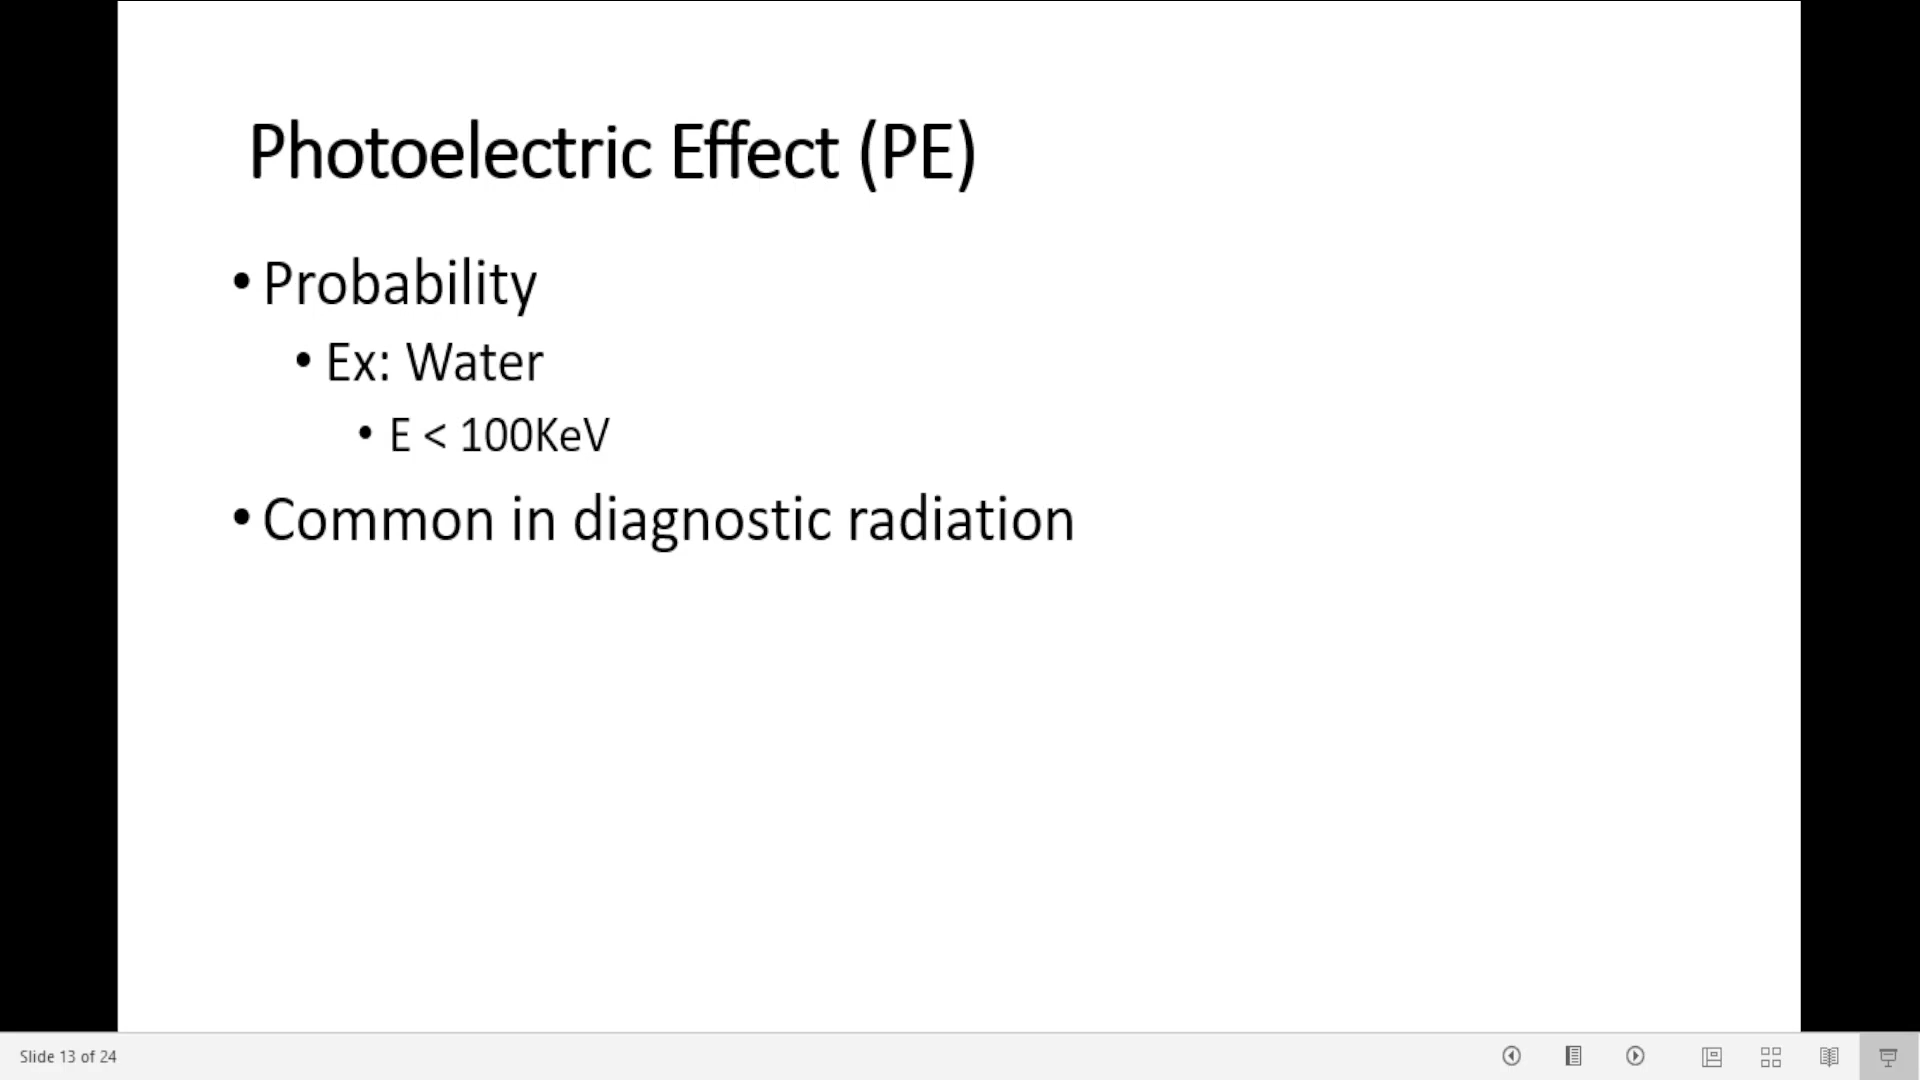 Photoelectric Effect (PE)
• Probability
• Ex: Water
• E < 100KeV
• Common in diagnostic radiation
Slide 13 of 24